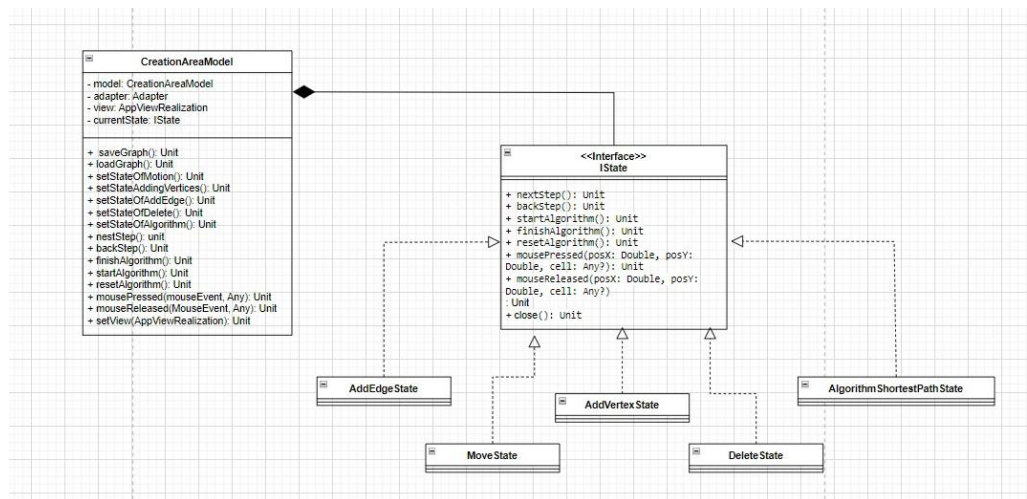 CreationAreaModel
- model: CreationAreaModel
- adapter: Adapter
- view: AppViewRealization
- currentState: IState
+ saveGraph(): Unit
+ loadGraph(): Unit
+ setStateOfMotion(): Unit
+ setStateAddingVertices(): Unit
+ setStateOfAddEdge(): Unit
+ setStateOfDelete(): Unit
+ setStateOfAlgorithm(): Unit
+ nestStep(): unit
+ backStep(): Unit
+ finishAlgorithm(): Unit
+ startAlgorithm(): Unit
+ resetAlgorithm(): Unit
+ mousePressed(mouseEvent, Any): Unit
+ mouseReleased(MouseEvent, Any): Unit
+ setView(AppViewRealization): Unit
<<Interface>>
IState
+ nextStep(): Unit
+ backStep(): Unit
+ startAlgorithm(): Unit
+ finishAlgorithm(): Unit
+ resetAlgorithm(): Unit
+ mousePressed(posX: Double, posY:
Double, cell: Any?): Unit
+ mouseReleased(posX: Double, posY:
Double, cell: Any?)
: Unit
+ close(): Unit
AddEdgeState
AddVertexState
AlgorithmShortestPathState
MoveState
DeleteState